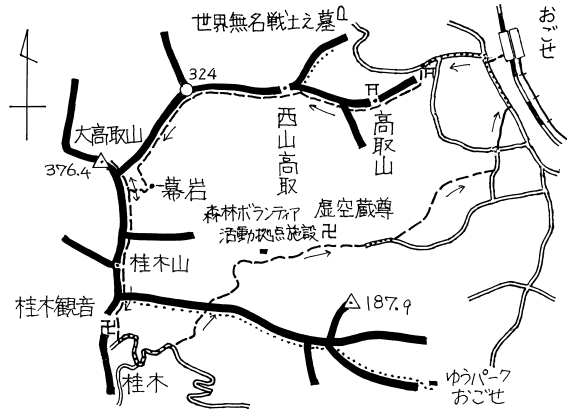 世界無名戦士之墓
おごせ
324
大高取山
376.4
西山高取
高取山
幕岩
森林ボランティア
活動拠点施設
虚空蔵尊
桂木山
桂木観音
187.9
桂木
ゆうパーク
おごせ